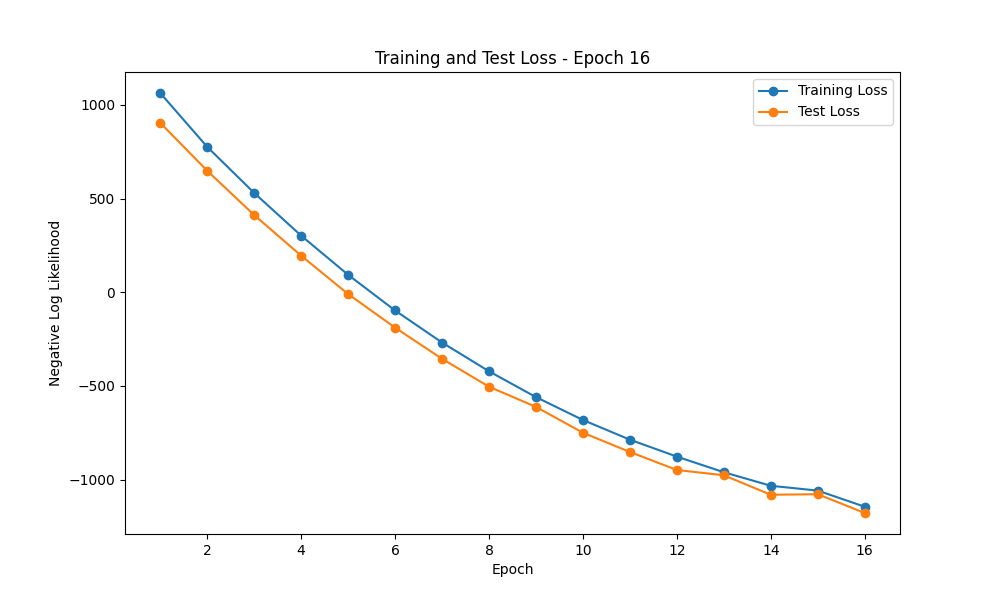 Training and Test Loss - Epoch 16
Training Loss
Test Loss
1000
500
0
−500
−1000
Negative Log Likelihood
2 4 6 8 10 12 14 16
Epoch